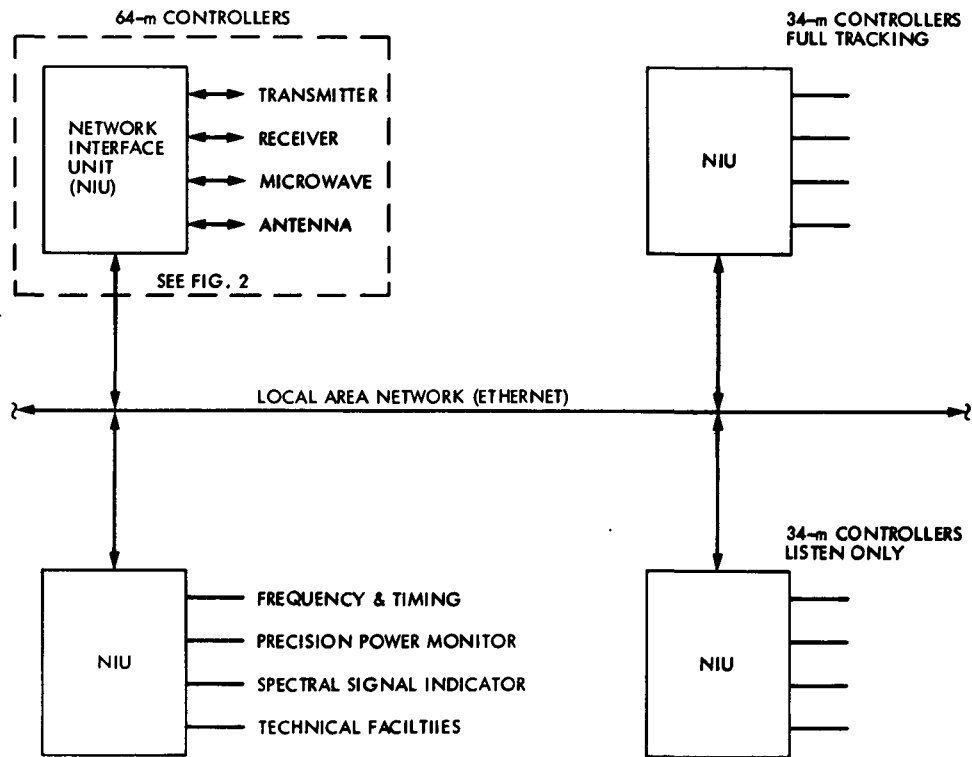 64-m CONTROLLERS
NETWORK
INTERFACE
UNIT
(NIU)
TRANSMITTER
RECEIVER
MICROWAVE
ANTENNA
SEE FIG. 2
34-m CONTROLLERS
FULL TRACKING
NIU
LOCAL AREA NETWORK (ETHERNET)
NIU
FREQUENCY & TIMING
PRECISION POWER MONITOR
SPECTRAL SIGNAL INDICATOR
TECHNICAL FACILTIIES
34-m CONTROLLERS
LISTEN ONLY
NIU